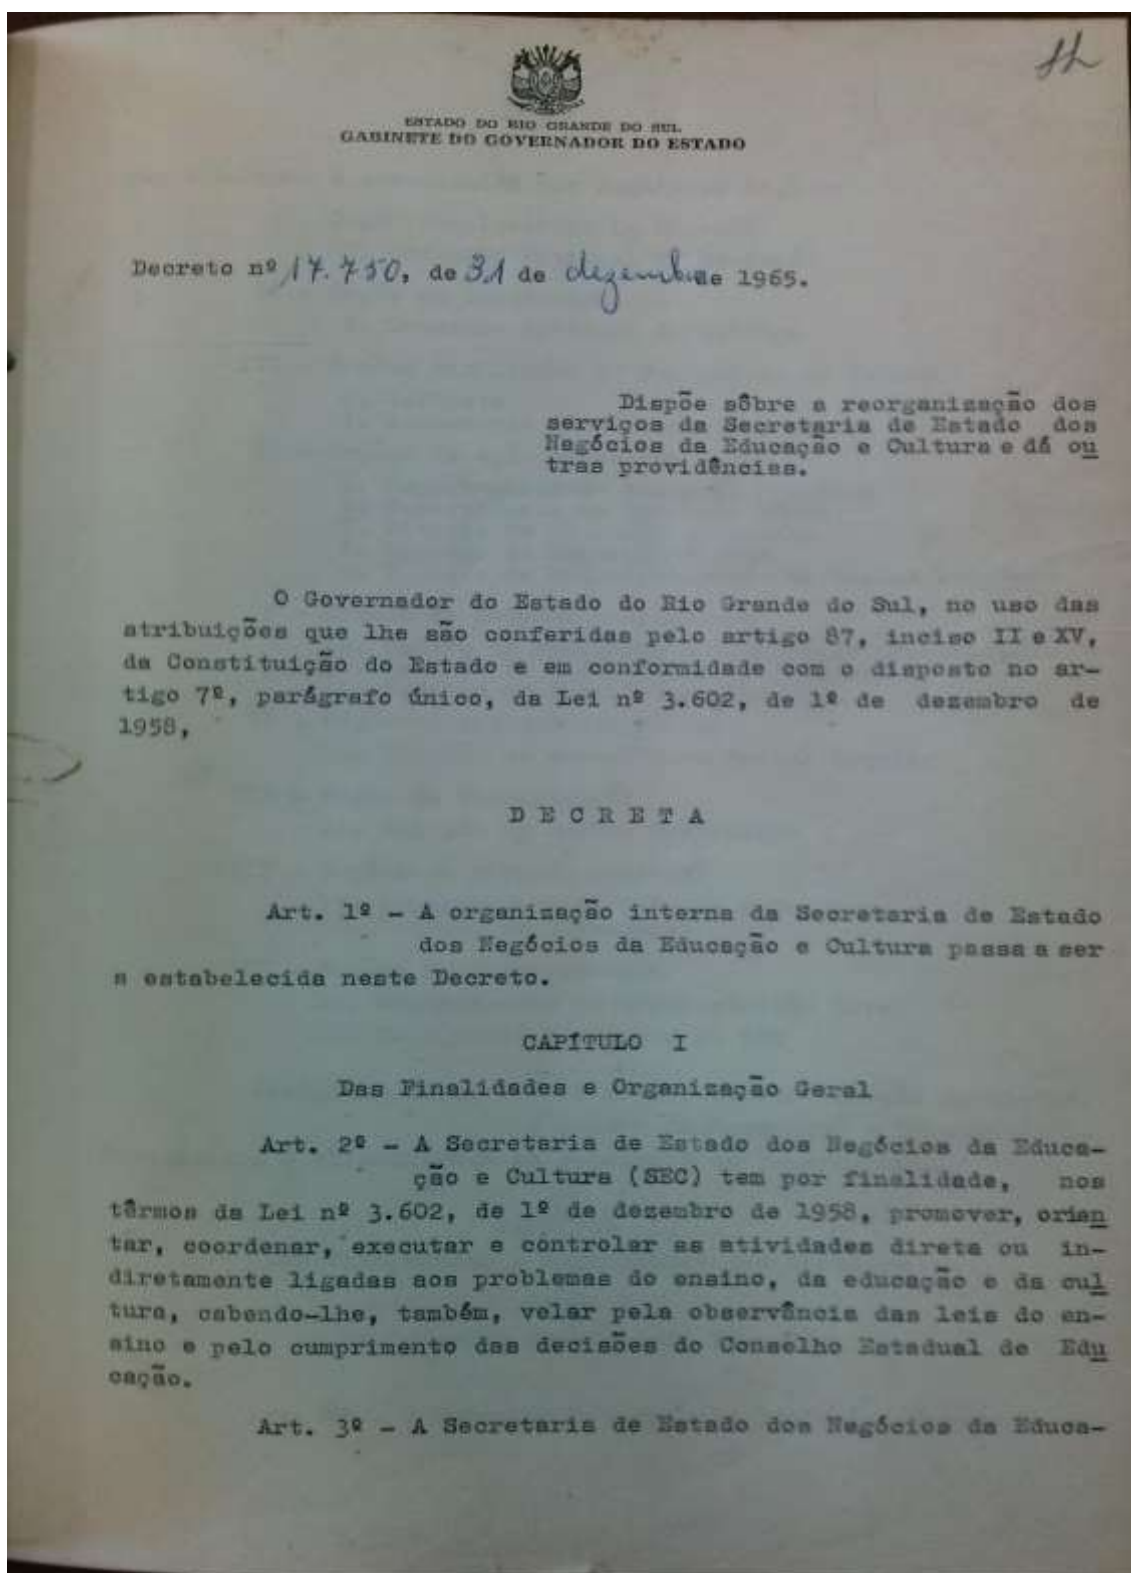 ESTADO DO RIO GRANDE DO SUL
GABINETE DO GOVERNADOR DO ESTADO
Decreto nº 17.750, de 31 de dezembro de 1965.
Dispõe sôbre a reorganização dos
serviços da Secretaria de Estado dos
Negócios da Educação e Cultura e dá ou
tras providências.
O Governador do Estado do Rio Grande do Sul, no uso das
atribuições que lhe são conferidas pelo artigo 87, inciso II e XV,
da Constituição do Estado e em conformidade com o disposto no ar-
tigo 7º, parágrafo único, da Lei nº 3.602, de 1º de dezembro de
1958,
D E C R E T A
Art. 1º - A organização interna da Secretaria de Estado
dos Negócios da Educação e Cultura passa a ser
a estabelecida neste Decreto.
CAPÍTULO I
Das Finalidades e Organização Geral
Art. 2º - A Secretaria de Estado dos Negócios da Educa-
ção e Cultura (SEC) tem por finalidade, nos
têrmos da Lei nº 3.602, de 1º de dezembro de 1958, promover, orien
tar, coordenar, executar e controlar as atividades direta ou in-
diretamente ligadas aos problemas do ensino, da educação e da cul
tura, cabendo-lhe, também, velar pela observância das leis do en-
sino e pelo cumprimento das decisões do Conselho Estadual de Edu
cação.
Art. 3º - A Secretaria de Estado dos Negócios da Educa-